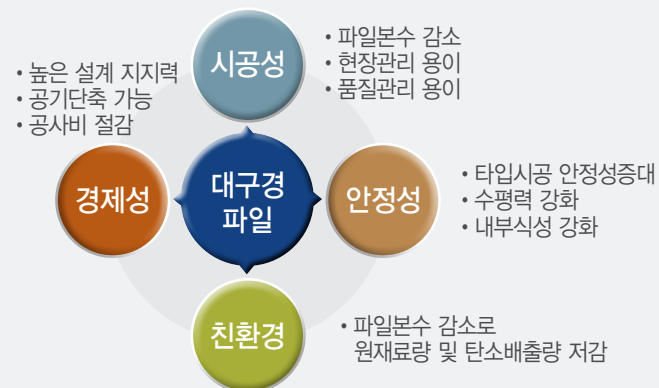 시공성
• 파일본수 감소
• 현장관리 용이
• 품질관리 용이
• 높은 설계 지지력
• 공기단축 가능
• 공사비 절감
경제성
대구경
파일
안정성
• 타입시공 안정성증대
• 수평력 강화
• 내부식성 강화
친환경
• 파일본수 감소로
원재료량 및 탄소배출량 저감